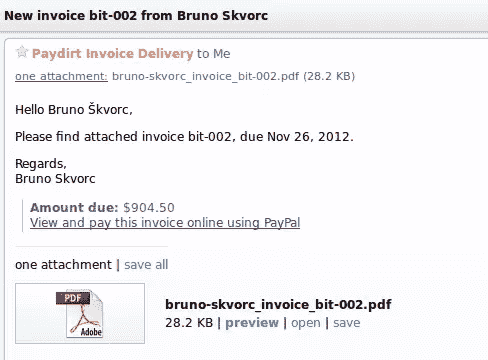 New invoice bit-002 from Bruno Skvorc
Paydirt Invoice Delivery to Me
one attachment: bruno-skvorc_invoice_bit-002.pdf (28.2 KB)
Hello Bruno Škvorc,
Please find attached invoice bit-002, due Nov 26, 2012.
Regards,
Bruno Skvorc
Amount due: $904.50
View and pay this invoice online using PayPal
one attachment | save all
PDF
Adobe
bruno-skvorc_invoice_bit-002.pdf
28.2 KB | preview | open | save